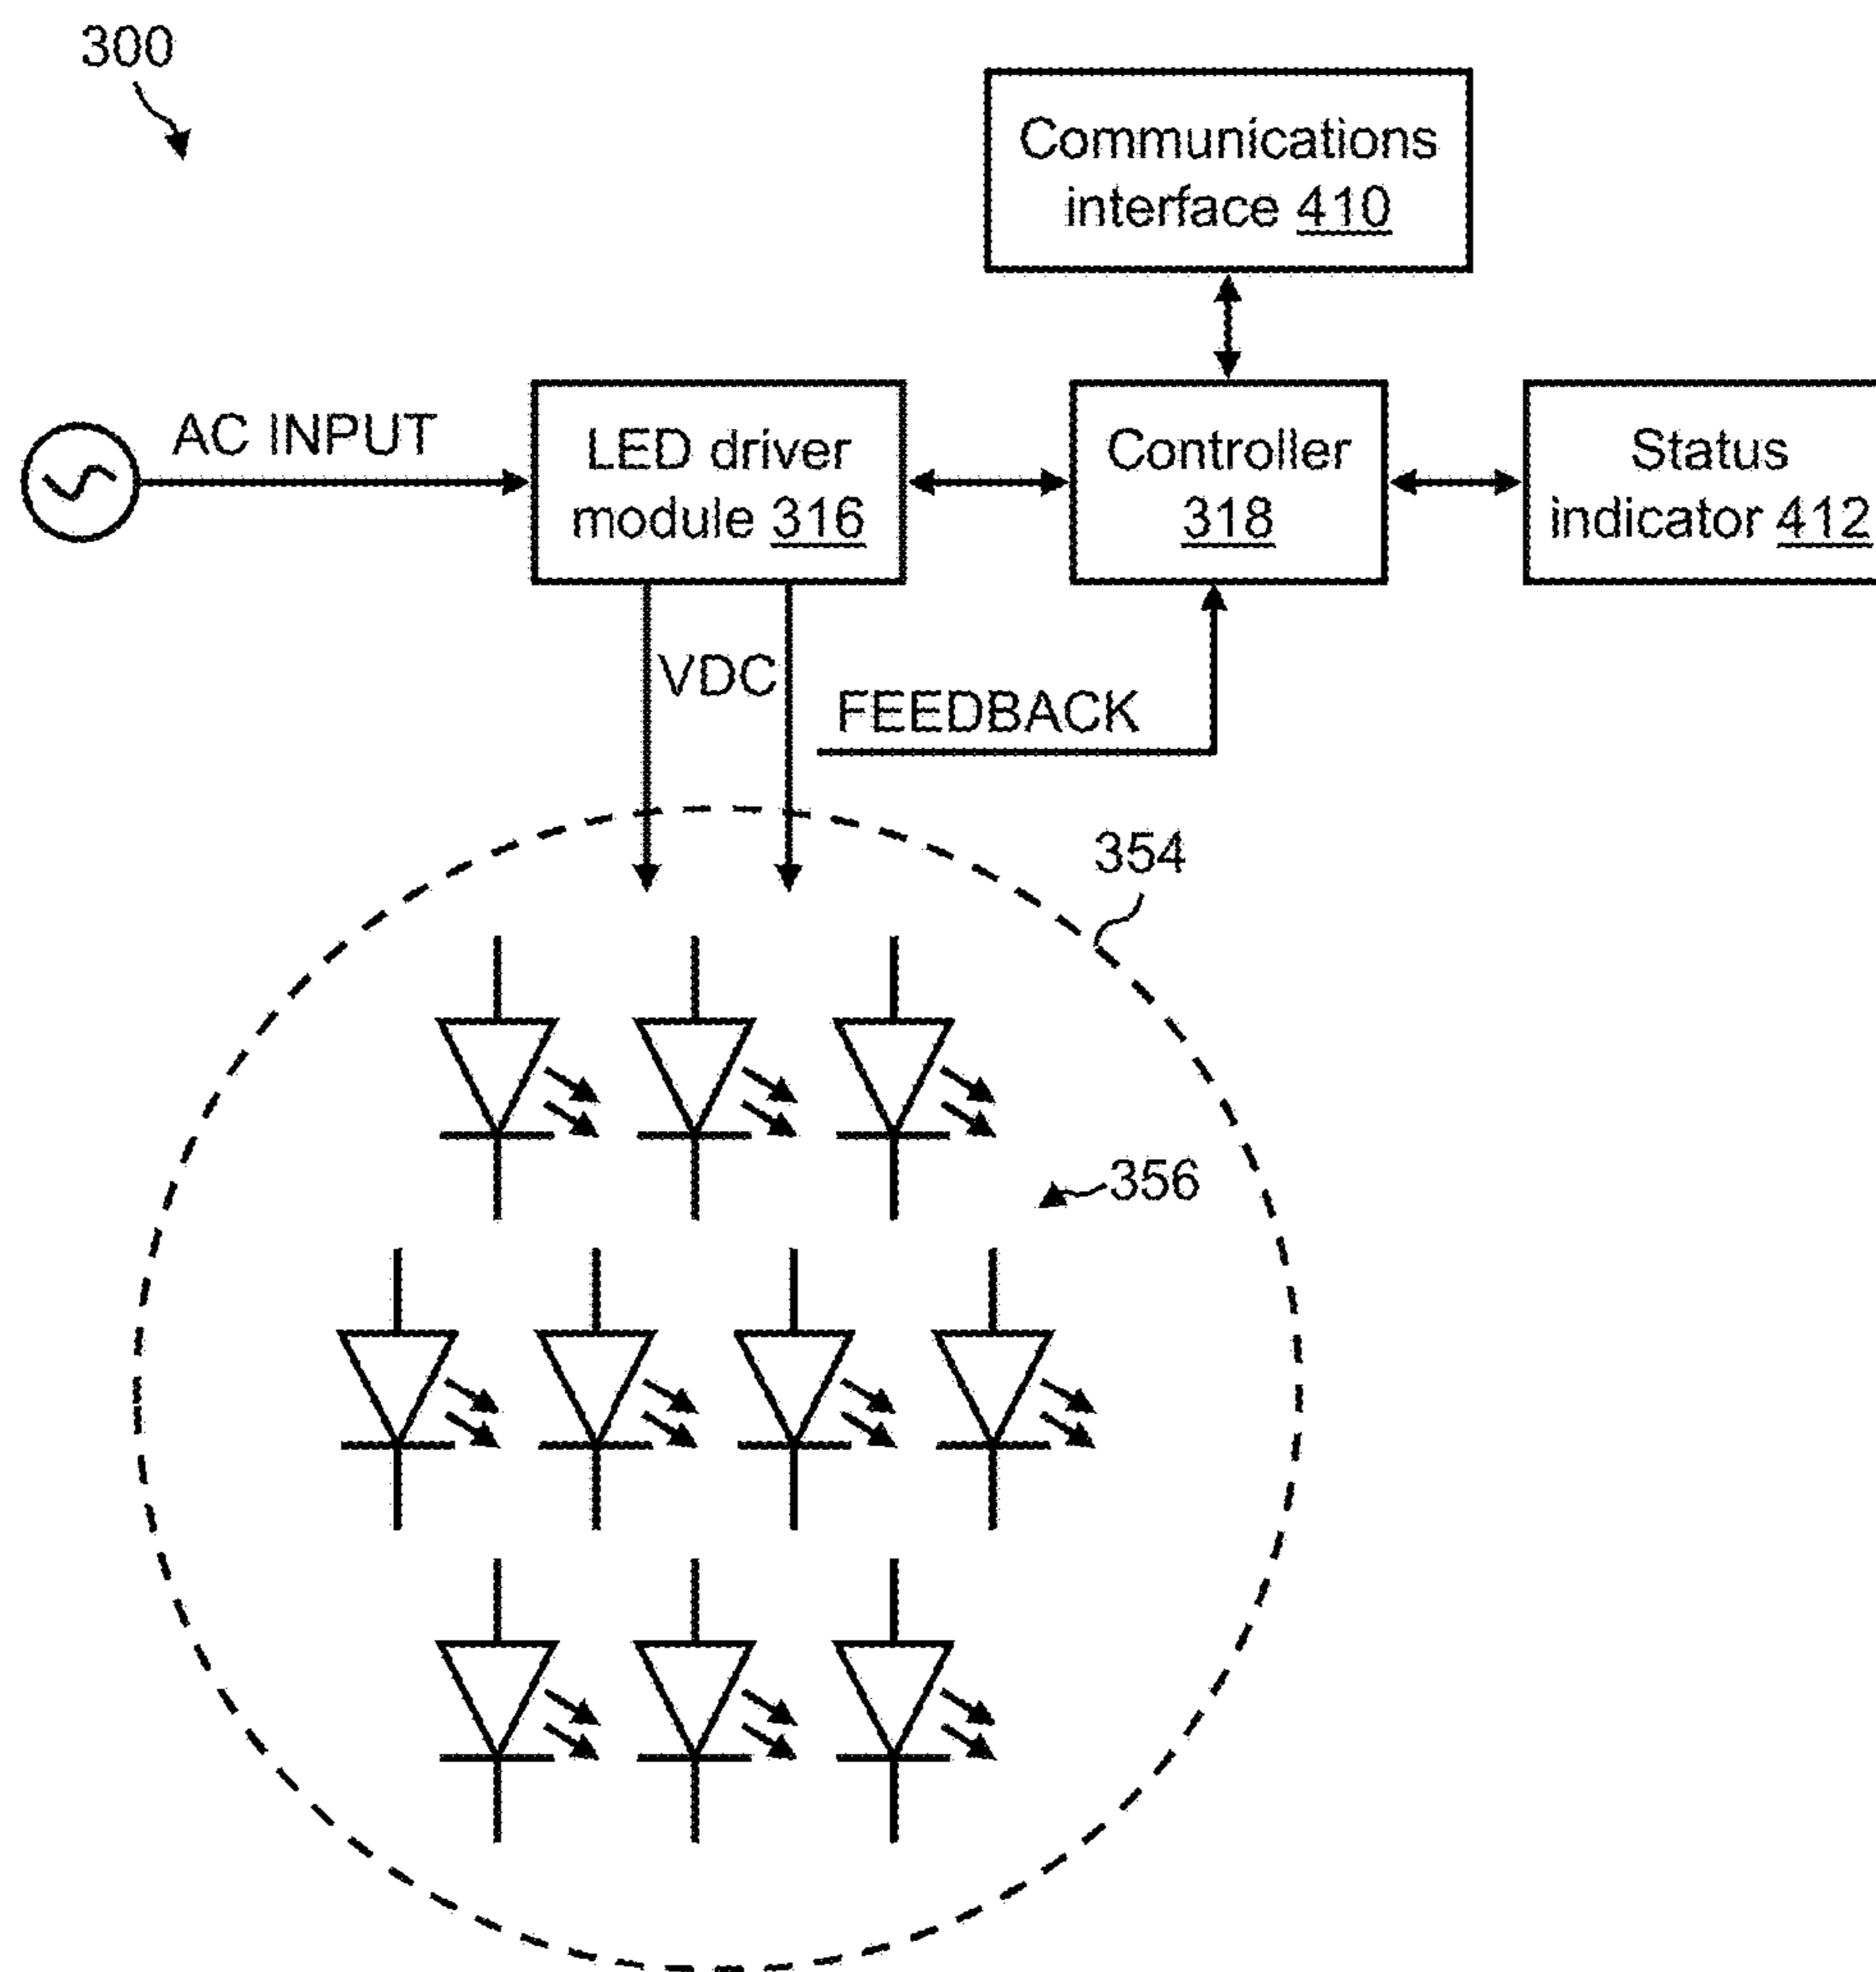 300
Communications
interface 410
AC INPUT
LED driver
module 316
Controller
318
Status
indicator 412
VDC
FEEDBACK
354
356